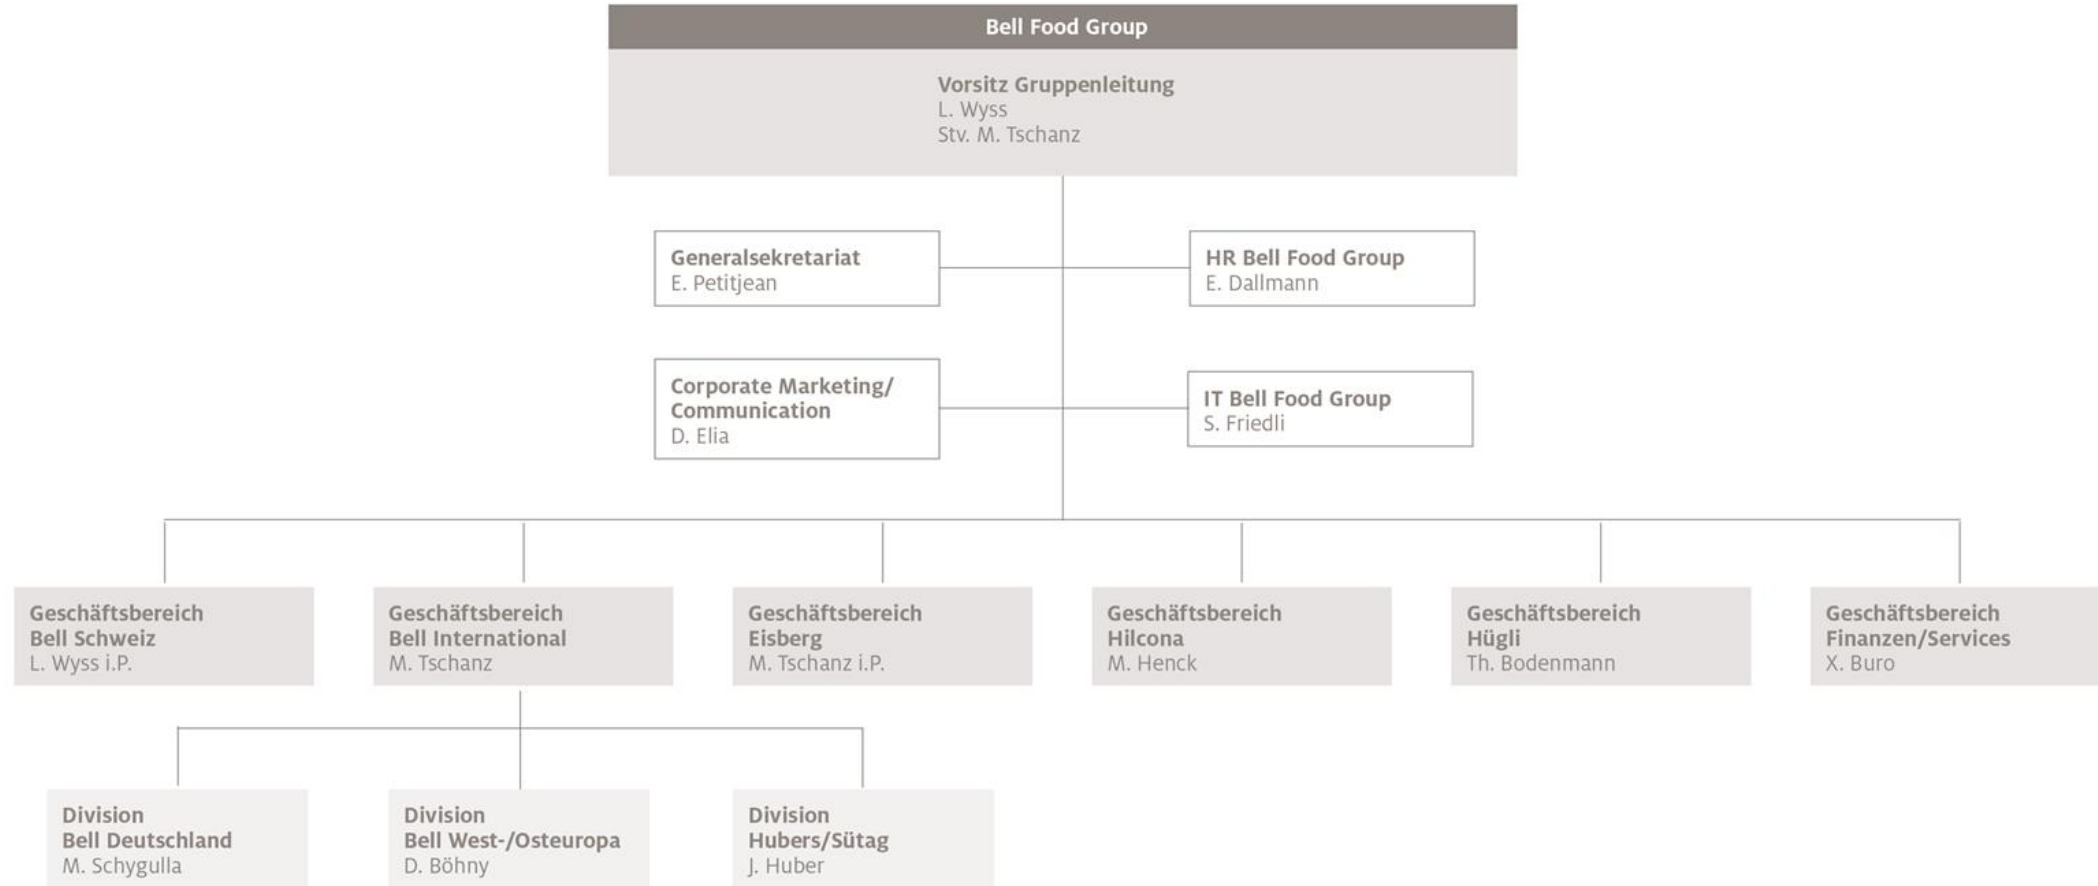 Bell Food Group
Vorsitz Gruppenleitung
L. Wyss
Stv. M. Tschanz
Generalsekretariat
E. Petitjean
HR Bell Food Group
E. Dallmann
Corporate Marketing/
Communication
D. Elia
IT Bell Food Group
S. Friedli
Geschäftsbereich
Bell Schweiz
L. Wyss i.P.
Geschäftsbereich
Bell International
M. Tschanz
Geschäftsbereich
Eisberg
M. Tschanz i.P.
Geschäftsbereich
Hilcona
M. Henck
Geschäftsbereich
Hügli
Th. Bodenmann
Geschäftsbereich
Finanzen/Services
X. Buro
Division
Bell Deutschland
M. Schygulla
Division
Bell West-/Osteuropa
D. Böhny
Division
Hubers/Sütag
J. Huber